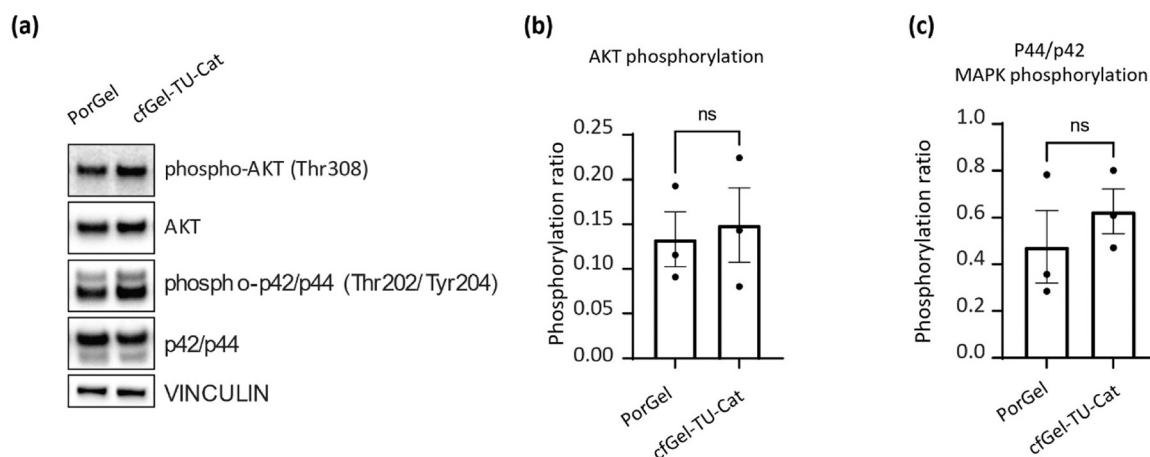 (a)
PorGel
cfGel-TU-Cat
phospho-AKT (Thr308)
AKT
phospho-p42/p44 (Thr202/Tyr204)
p42/p44
VINCULIN
(b)
AKT phosphorylation
ns
0.25
0.20
0.15
0.10
0.05
0.00
Phosphorylation ratio
PorGel
cfGel-TU-Cat
(c)
P44/p42
MAPK phosphorylation
ns
1.0
0.8
0.6
0.4
0.2
0.0
Phosphorylation ratio
PorGel
cfGel-TU-Cat